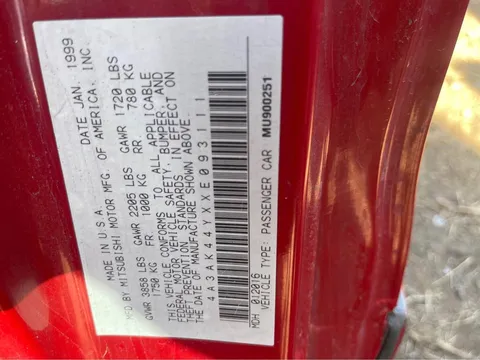 MADE IN U.S.A. DATE JAN. 1999
MFD BY MITSUBISHI MOTOR MFG. OF AMERICA, INC.
GVWR 3858 LBS GAWR 2205 LBS GAWR 1720 LBS
1750 KG FR 1000 KG RR. 780 KG
THIS VEHICLE CONFORMS TO ALL APPLICABLE
FEDERAL MOTOR VEHICLE SAFETY, BUMPER, AND
THEFT PREVENTION STANDARDS IN EFFECT ON
THE DATE OF MANUFACTURE SHOWN ABOVE.
4A3AK44YXXE093111
MDH 012016 MU900251
VEHICLE TYPE: PASSENGER CAR